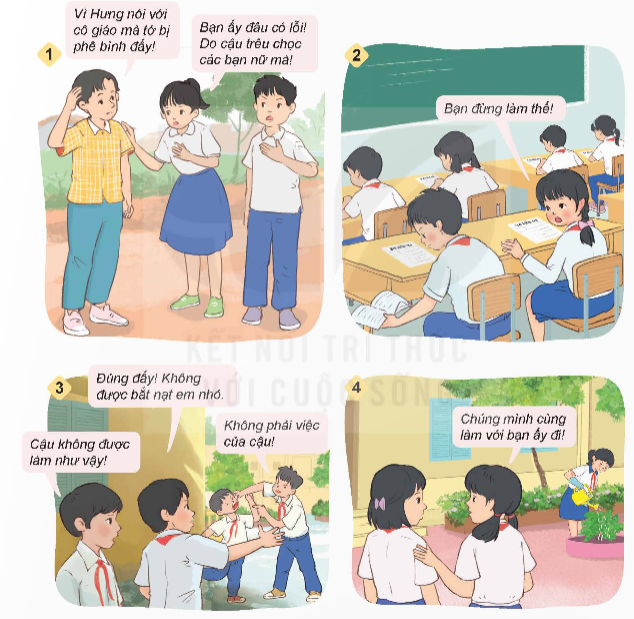 1
Vì Hưng nói với
cô giáo mà tớ bị
phê bình đấy!
Bạn ấy đâu có lỗi!
Do cậu trêu chọc
các bạn nữ mà!
2
Bạn đừng làm thế!
KẾT NỐI TRI THỨC
VỚI CUỘC SỐNG
3
Đúng đấy! Không
được bắt nạt em nhỏ.
Cậu không được
làm như vậy!
Không phải việc
của cậu!
4
Chúng mình cùng
làm với bạn ấy đi!